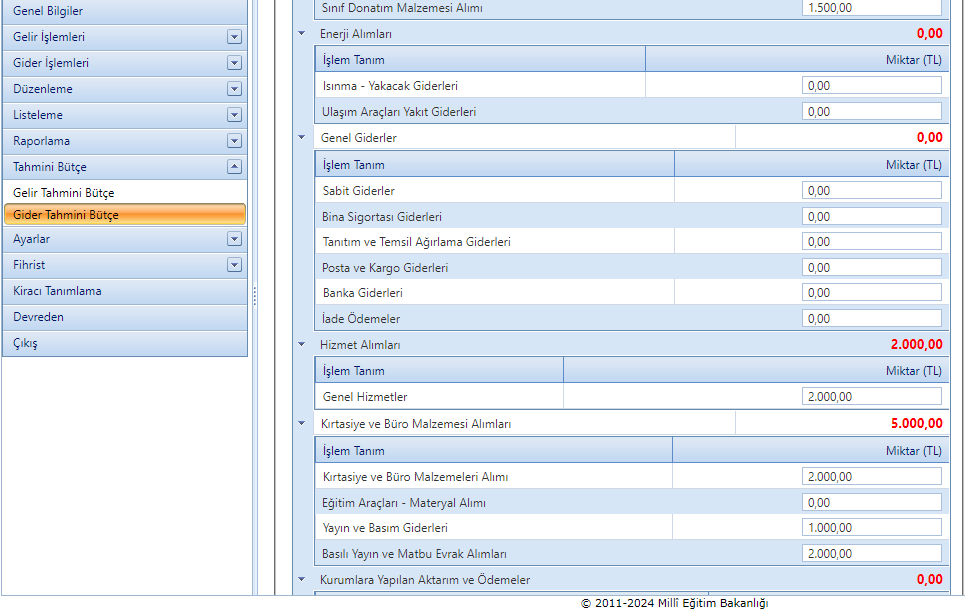 Genel Bilgiler
Gelir İşlemleri
Gider İşlemleri
Düzenleme
Listeleme
Raporlama
Tahmini Bütçe
Gelir Tahmini Bütçe
Gider Tahmini Bütçe
Ayarlar
Fihrist
Kiracı Tanımlama
Devreden
Çıkış
Sınıf Donatım Malzemesi Alımı 1.500,00
Enerji Alımları 0,00
İşlem Tanım Miktar (TL)
Isınma - Yakacak Giderleri 0,00
Ulaşım Araçları Yakıt Giderleri 0,00
Genel Giderler 0,00
İşlem Tanım Miktar (TL)
Sabit Giderler 0,00
Bina Sigortası Giderleri 0,00
Tanıtım ve Temsil Ağırlama Giderleri 0,00
Posta ve Kargo Giderleri 0,00
Banka Giderleri 0,00
İade Ödemeler 0,00
Hizmet Alımları 2.000,00
İşlem Tanım Miktar (TL)
Genel Hizmetler 2.000,00
Kırtasiye ve Büro Malzemesi Alımları 5.000,00
İşlem Tanım Miktar (TL)
Kırtasiye ve Büro Malzemeleri Alımı 2.000,00
Eğitim Araçları - Materyal Alımı 0,00
Yayın ve Basım Giderleri 1.000,00
Basılı Yayın ve Matbu Evrak Alımları 2.000,00
Kurumlara Yapılan Aktarım ve Ödemeler 0,00
© 2011-2024 Millî Eğitim Bakanlığı